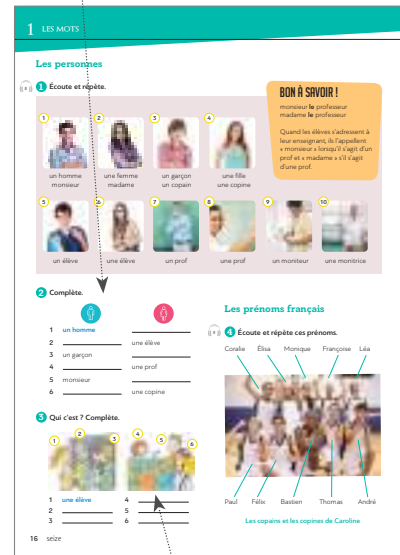 1 LES MOTS
Les personnes
1 Écoute et répète.
BON À SAVOIR !
monsieur le professeur
madame le professeur
Quand les élèves s'adressent à
leur enseignant, ils l'appellent
« monsieur » lorsqu'il s'agit d'un
prof et « madame » s'il s'agit
d'une prof.
1 2 3 4
un homme une femme un garçon une fille
monsieur madame un copain une copine
5 6 7 8 9 10
un élève une élève un prof une prof un moniteur une monitrice
2 Complète.
1 un homme
2 une élève
3 un garçon
4 une prof
5 monsieur
6 une copine
3 Qui c'est ? Complète.
1 2 3 4 5 6
1 une élève 4
2 5
3 6
Les prénoms français
4 Écoute et répète ces prénoms.
Coralie Élisa Monique Françoise Léa
Paul Félix Bastien Thomas André
Les copains et les copines de Caroline
16 seize